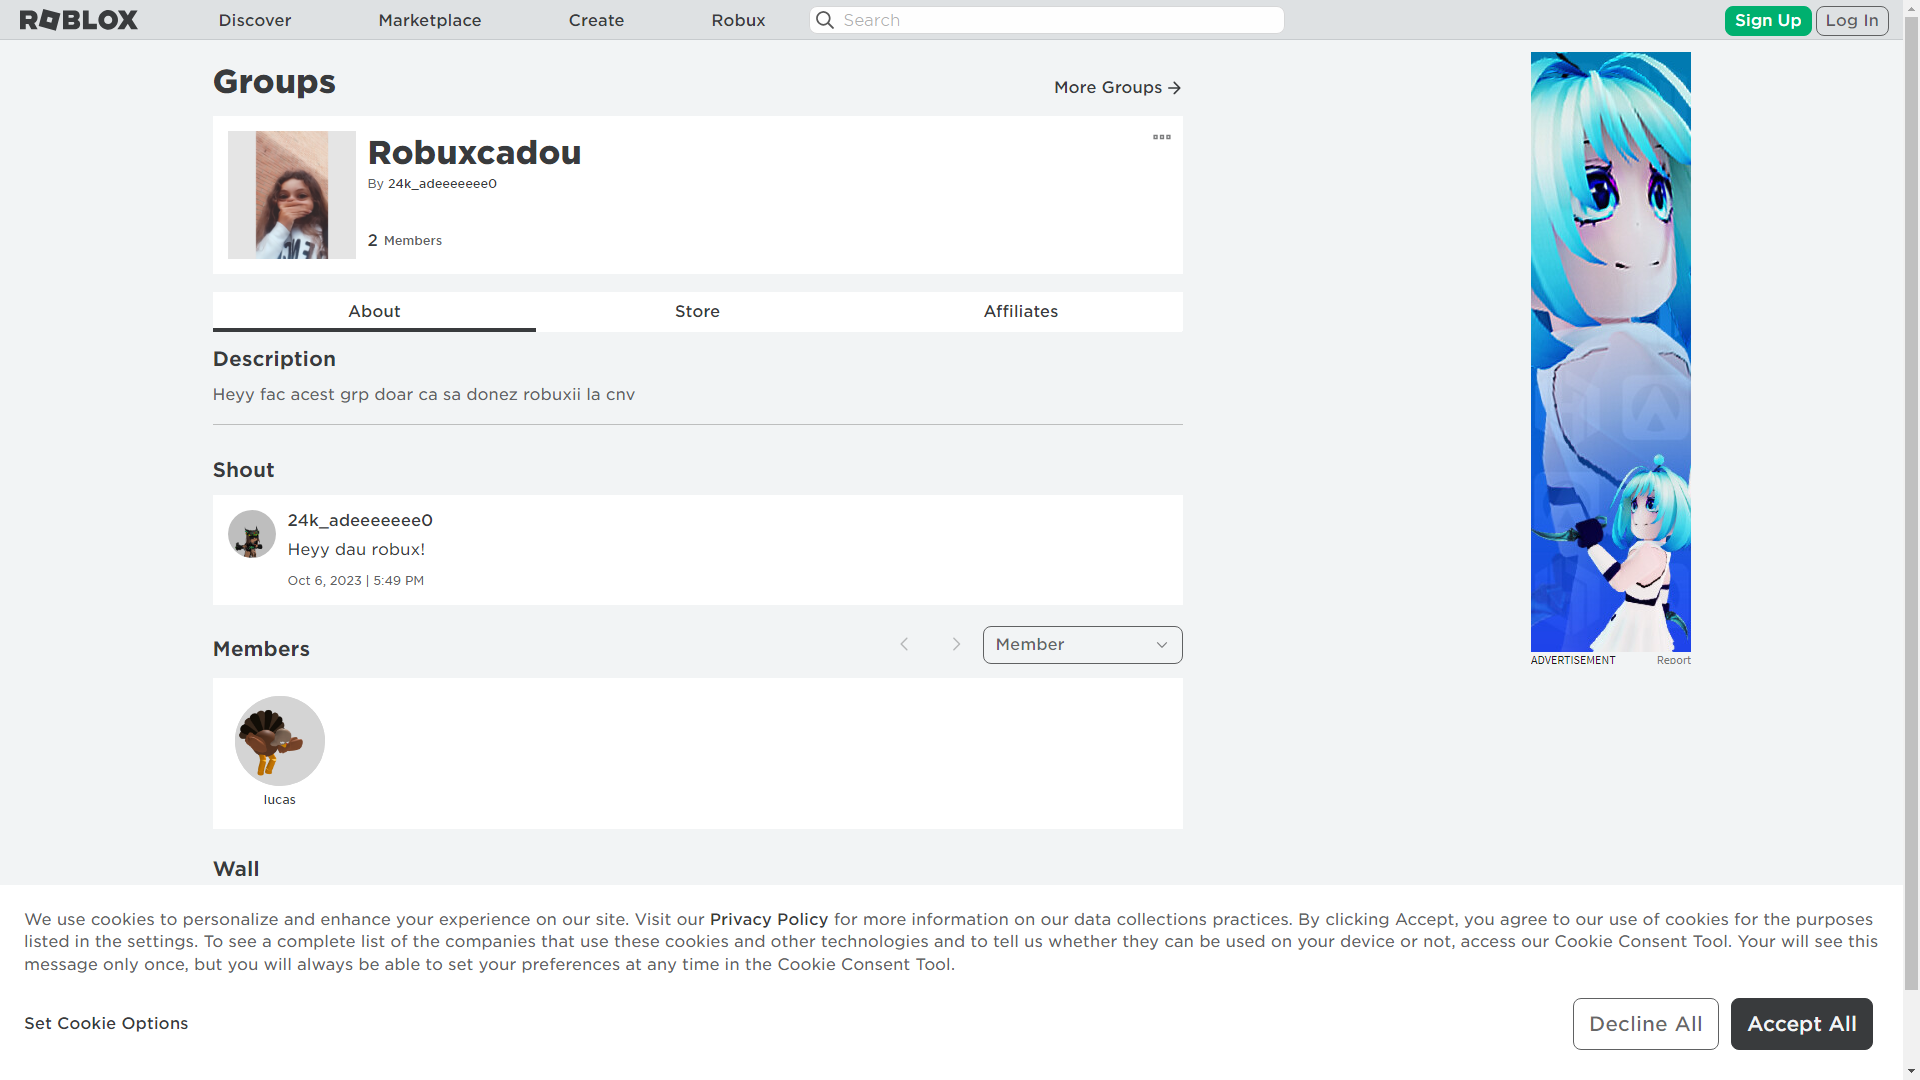 ROBLOX
Discover
Marketplace
Create
Robux
Search
Sign Up
Log In
Groups
More Groups
Robuxcadou
By 24k_adeeeeeee0
2 Members
About
Store
Affiliates
Description
Heyy fac acest grp doar ca sa donez robuxii la cnv
Shout
24k_adeeeeeee0
Heyy dau robux!
Oct 6, 2023 | 5:49 PM
Members
Member
lucas
ADVERTISEMENT
Report
Wall
We use cookies to personalize and enhance your experience on our site. Visit our Privacy Policy for more information on our data collections practices. By clicking Accept, you agree to our use of cookies for the purposes
listed in the settings. To see a complete list of the companies that use these cookies and other technologies and to tell us whether they can be used on your device or not, access our Cookie Consent Tool. Your will see this
message only once, but you will always be able to set your preferences at any time in the Cookie Consent Tool.
Set Cookie Options
Decline All
Accept All